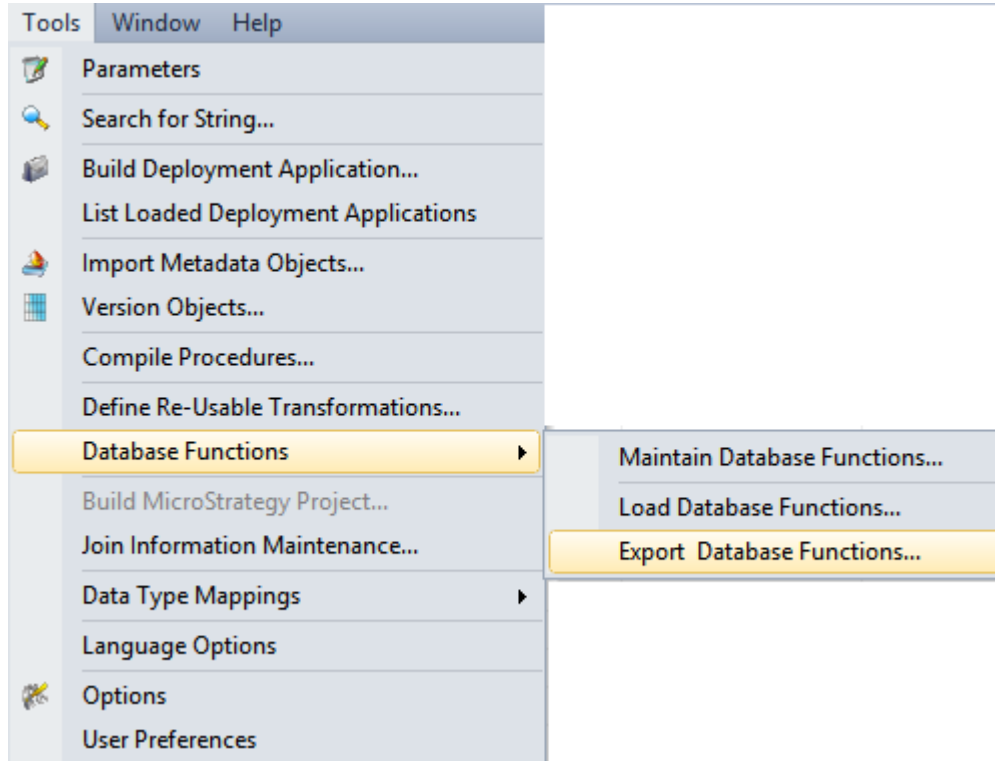 Tools Window Help
Parameters
Search for String...
Build Deployment Application...
List Loaded Deployment Applications
Import Metadata Objects...
Version Objects...
Compile Procedures...
Define Re-Usable Transformations...
Database Functions
Maintain Database Functions...
Load Database Functions...
Export  Database Functions...
Build MicroStrategy Project...
Join Information Maintenance...
Data Type Mappings
Language Options
Options
User Preferences